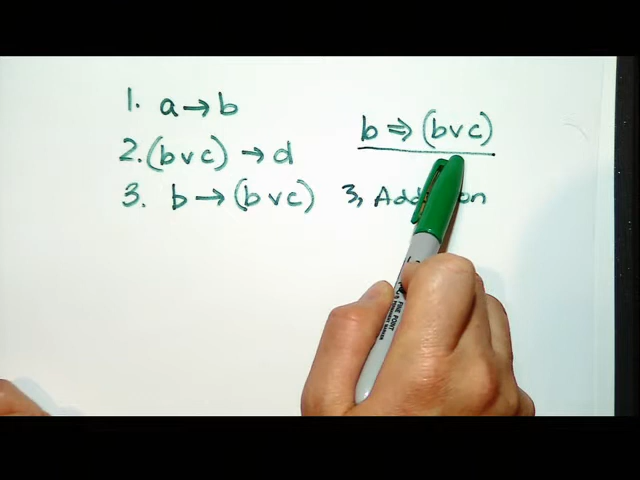 1. a → b
b ⇒ (b ∨ c)
2. (b ∨ c) → d
3. b → (b ∨ c) 3,